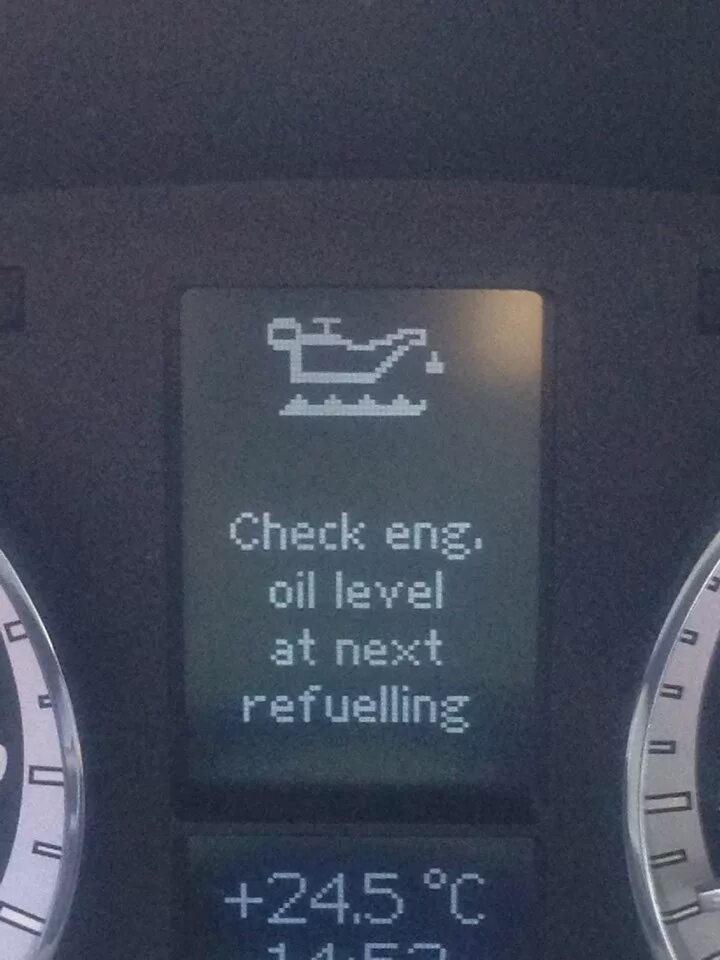 Check eng.
oil level
at next
refuelling
+24.5 °C